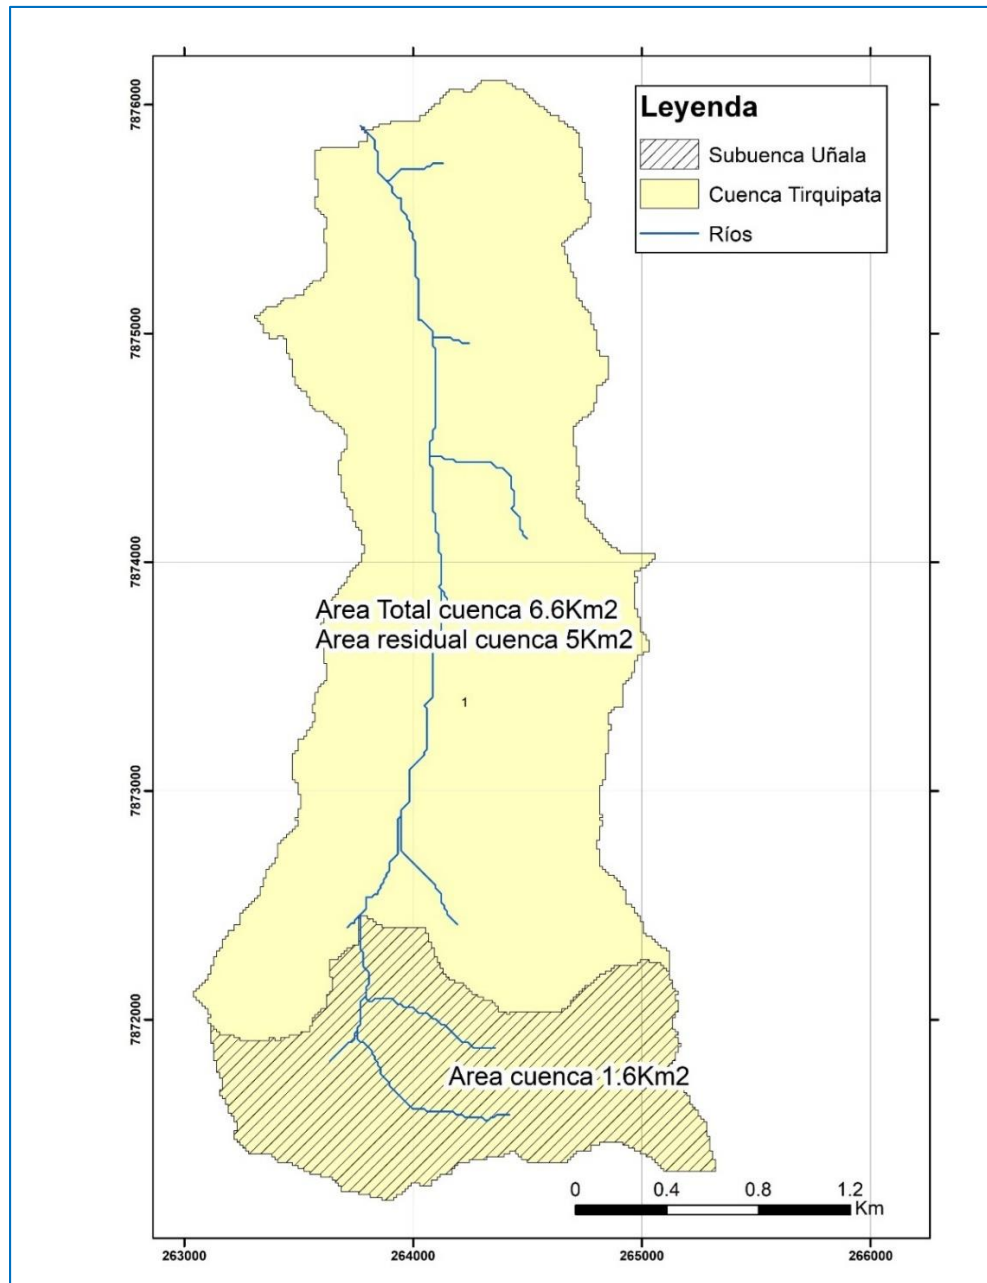 Leyenda
Subuenca Uñala
Cuenca Tirquipata
Ríos
7876000
7875000
7874000
7873000
7872000
Area Total cuenca 6.6Km2
Area residual cuenca 5Km2
1
Area cuenca 1.6Km2
0 0.4 0.8 1.2
Km
263000 264000 265000 266000